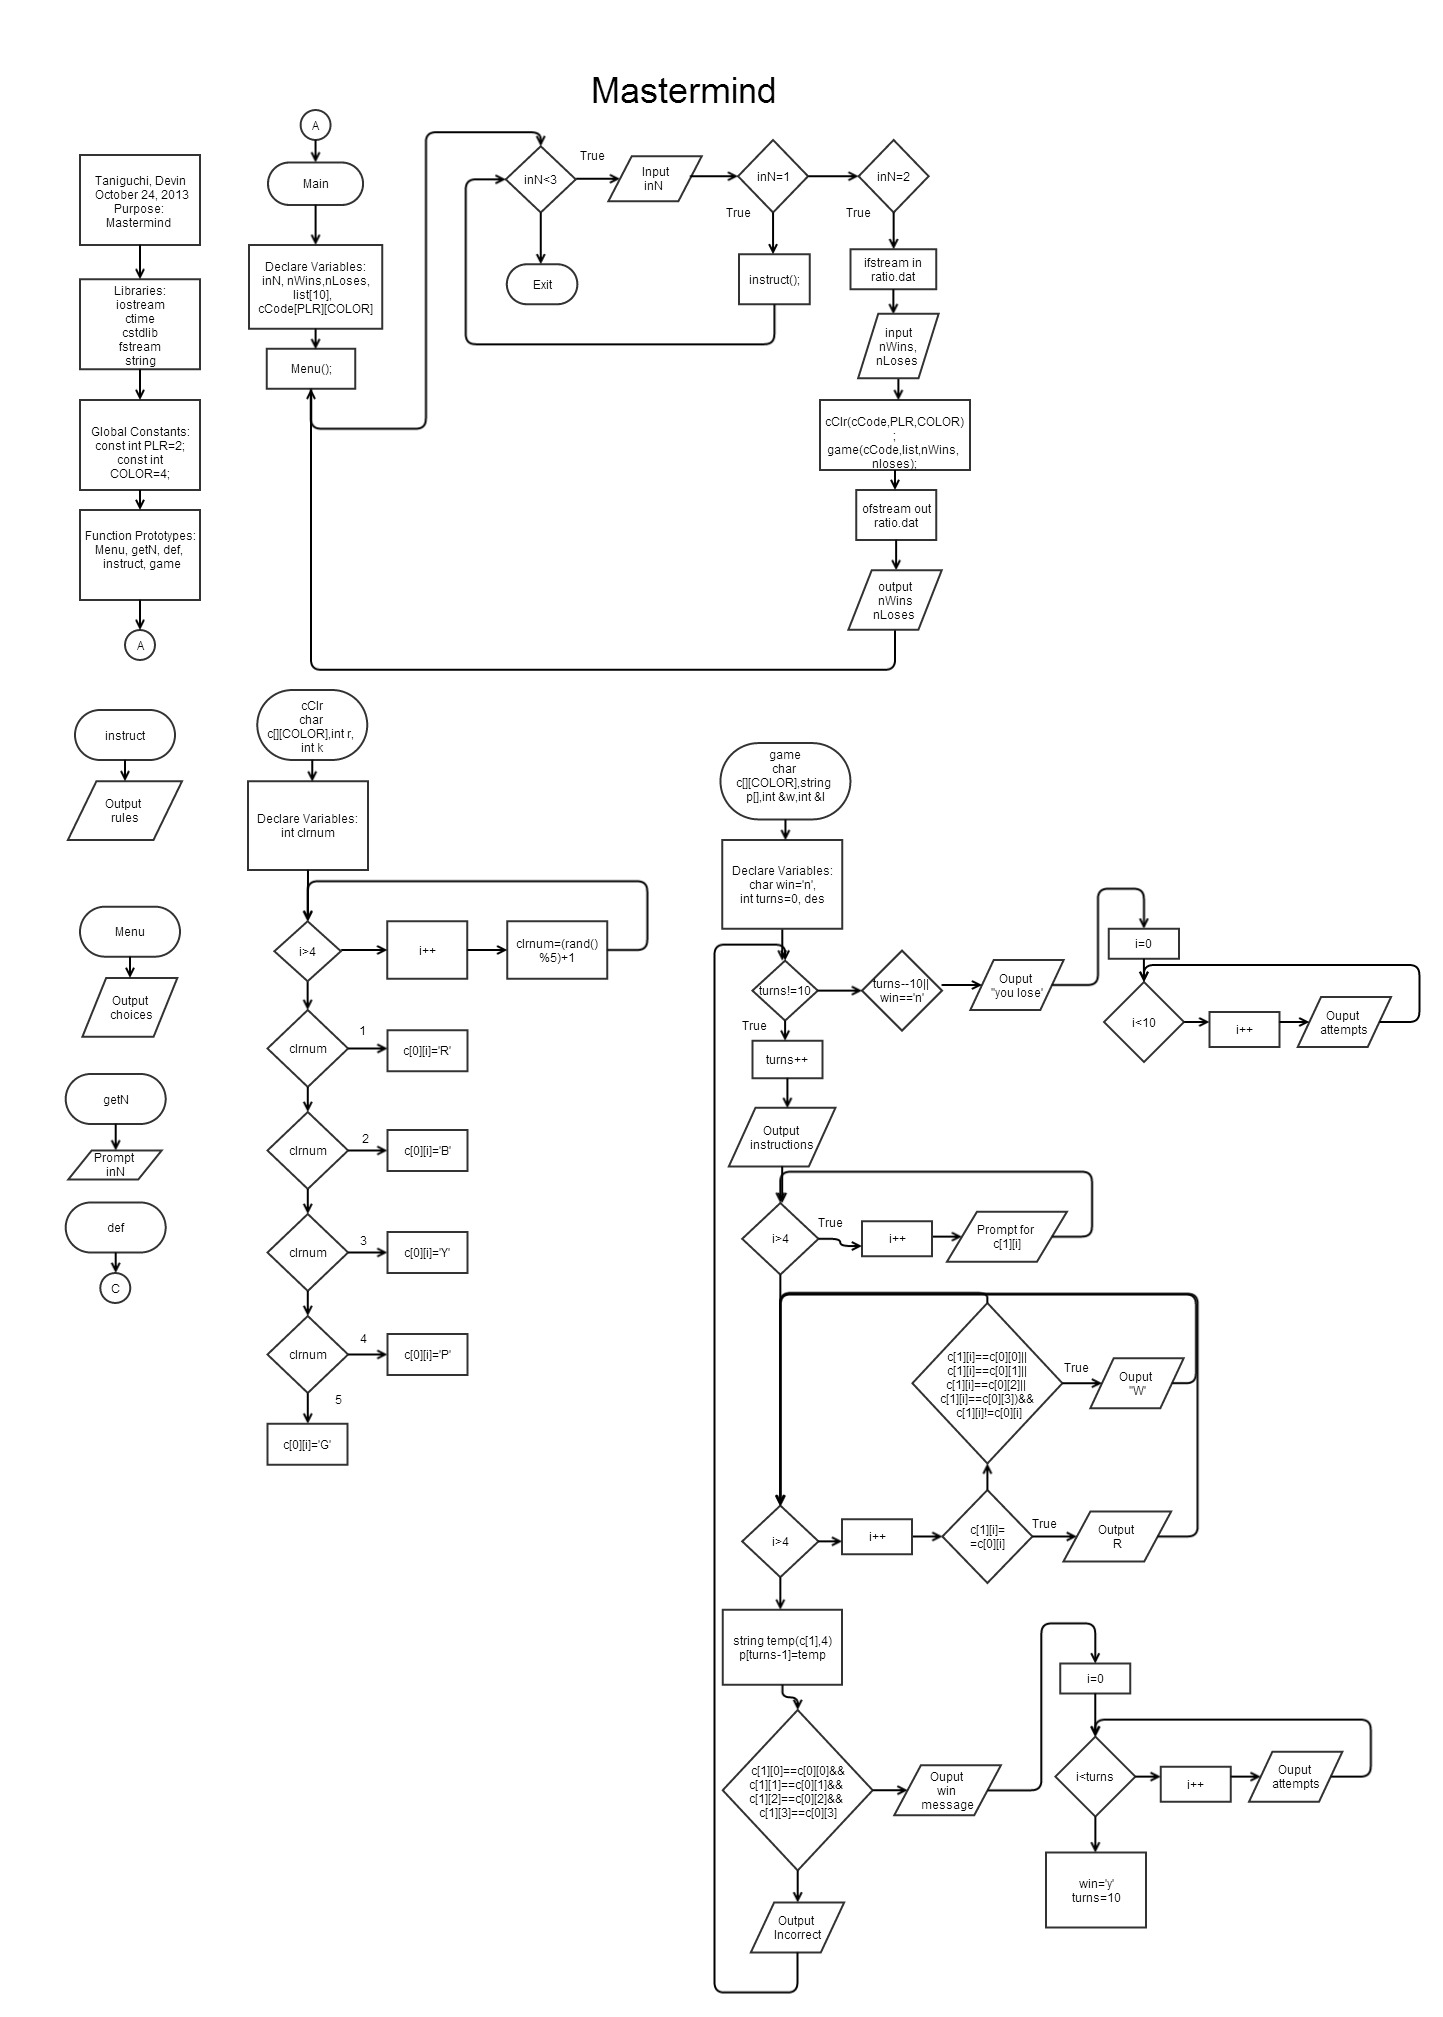 Mastermind
Taniguchi, Devin
October 24, 2013
Purpose:
Mastermind
Libraries:
iostream
ctime
cstdlib
fstream
string
Global Constants:
const int PLR=2;
const int
COLOR=4;
Function Prototypes:
Menu, getN, def,
instruct, game
A
A
Main
Declare Variables:
inN, nWins,nLoses,
list[10],
cCode[PLR][COLOR]
Menu();
inN<3
True
Exit
Input
inN
inN=1
True
instruct();
inN=2
True
ifstream in
ratio.dat
input
nWins,
nLoses
cClr(cCode,PLR,COLOR)
;
game(cCode,list,nWins,
nloses);
ofstream out
ratio.dat
output
nWins
nLoses
instruct
Output
rules
Menu
Output
choices
getN
Prompt
inN
def
C
cClr
char
c[][COLOR],int r,
int k
Declare Variables:
int clrnum
i>4
i++
clrnum=(rand()
%5)+1
clrnum
1
c[0][i]='R'
clrnum
2
c[0][i]='B'
clrnum
3
c[0][i]='Y'
clrnum
4
c[0][i]='P'
5
c[0][i]='G'
game
char
c[][COLOR],string
p[],int &w,int &l
Declare Variables:
char win='n',
int turns=0, des
turns!=10
True
turns--10||
win=='n'
Ouput
"you lose'
i=0
i<10
i++
Ouput
attempts
turns++
Output
instructions
i>4
True
i++
Prompt for
c[1][i]
c[1][i]==c[0][0]||
c[1][i]==c[0][1]||
c[1][i]==c[0][2]||
c[1][i]==c[0][3])&&
c[1][i]!=c[0][i]
True
Ouput
"W'
i>4
i++
c[1][i]=
=c[0][i]
True
Output
R
string temp(c[1],4)
p[turns-1]=temp
c[1][0]==c[0][0]&&
c[1][1]==c[0][1]&&
c[1][2]==c[0][2]&&
c[1][3]==c[0][3]
Ouput
win
message
i=0
i<turns
i++
Ouput
attempts
win='y'
turns=10
Output
Incorrect